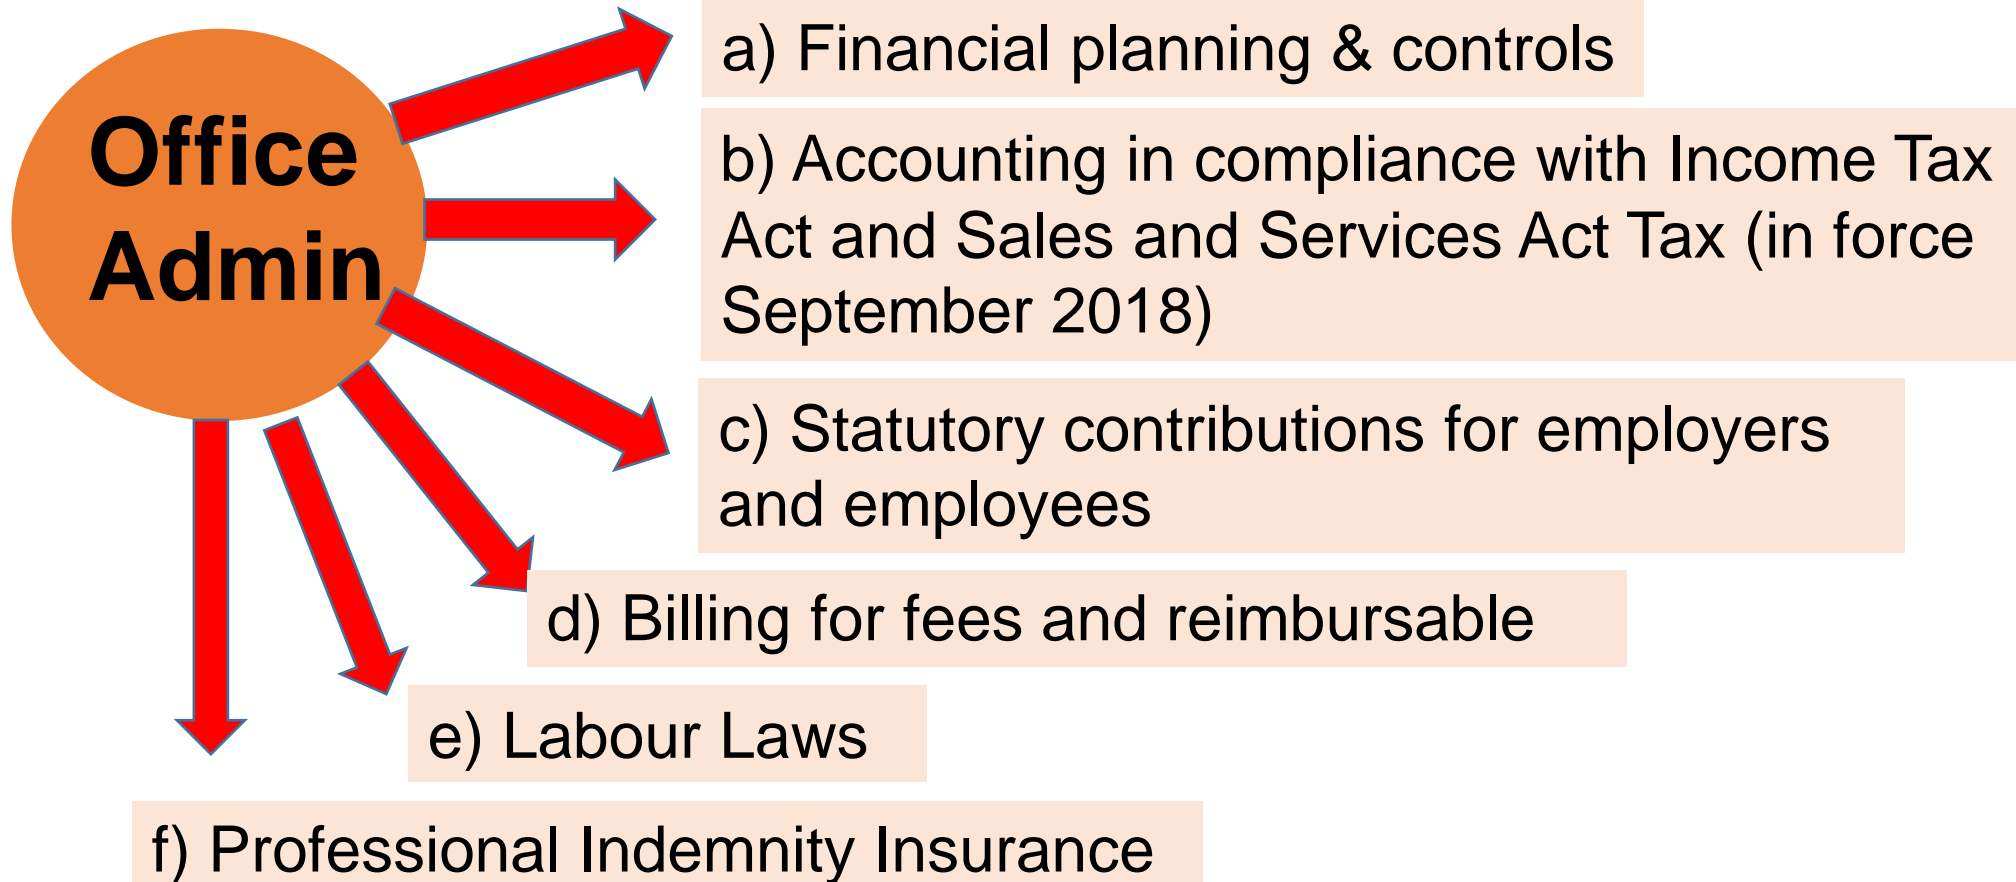 Office
Admin
a) Financial planning & controls
b) Accounting in compliance with Income Tax
Act and Sales and Services Act Tax (in force
September 2018)
c) Statutory contributions for employers
and employees
d) Billing for fees and reimbursable
e) Labour Laws
f) Professional Indemnity Insurance